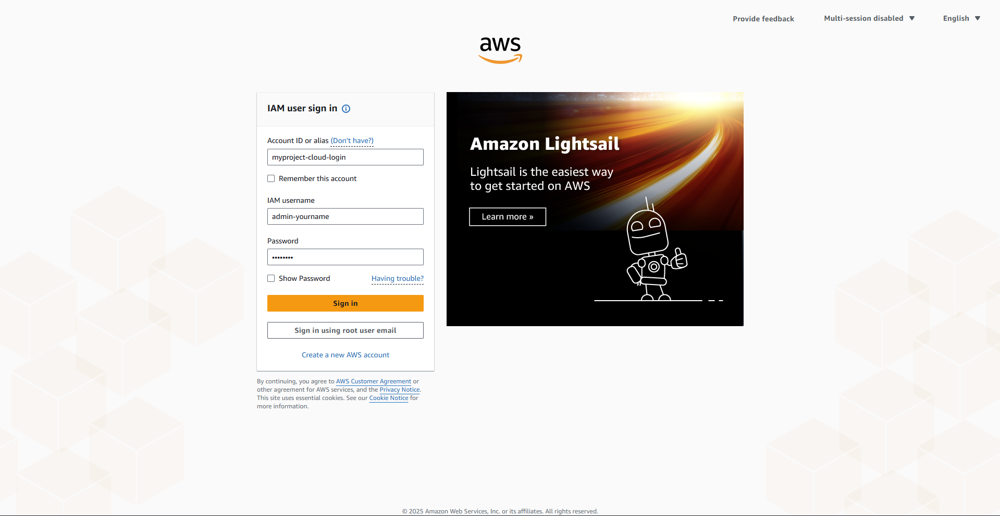 Provide feedback
Multi-session disabled
English
aws
IAM user sign in
Account ID or alias (Don't have?)
myproject-cloud-login
Remember this account
IAM username
admin-yourname
Password
••••••••
Show Password
Having trouble?
Sign in
Sign in using root user email
Create a new AWS account
By continuing, you agree to AWS Customer Agreement or
other agreement for AWS services, and the Privacy Notice.
This site uses essential cookies. See our Cookie Notice for
more information.
Amazon Lightsail
Lightsail is the easiest way
to get started on AWS
Learn more »
© 2025 Amazon Web Services, Inc. or its affiliates. All rights reserved.